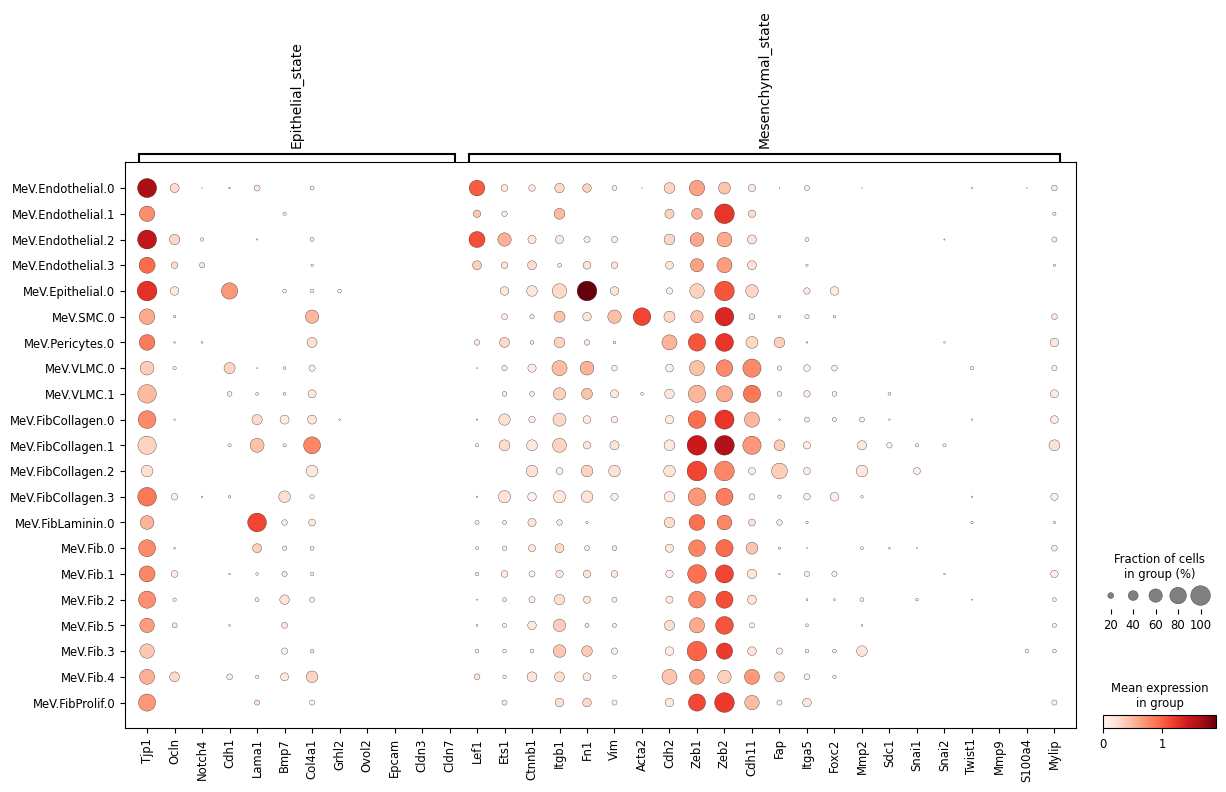 Epithelial_state
Mesenchymal_state
MeV.Endothelial.0
MeV.Endothelial.1
MeV.Endothelial.2
MeV.Endothelial.3
MeV.Epithelial.0
MeV.SMC.0
MeV.Pericytes.0
MeV.VLMC.0
MeV.VLMC.1
MeV.FibCollagen.0
MeV.FibCollagen.1
MeV.FibCollagen.2
MeV.FibCollagen.3
MeV.FibLaminin.0
MeV.Fib.0
MeV.Fib.1
MeV.Fib.2
MeV.Fib.5
MeV.Fib.3
MeV.Fib.4
MeV.FibProlif.0
Tjp1
Ocln
Notch4
Cdh1
Lama1
Bmp7
Col4a1
Grhl2
Ovol2
Epcam
Cldn3
Cldn7
Lef1
Ets1
Ctnnb1
Itgb1
Fn1
Vim
Acta2
Cdh2
Zeb1
Zeb2
Cdh11
Fap
Itga5
Foxc2
Mmp2
Sdc1
Snai1
Snai2
Twist1
Mmp9
S100a4
Mylip
Fraction of cells
in group (%)
20 40 60 80 100
Mean expression
in group
0 1